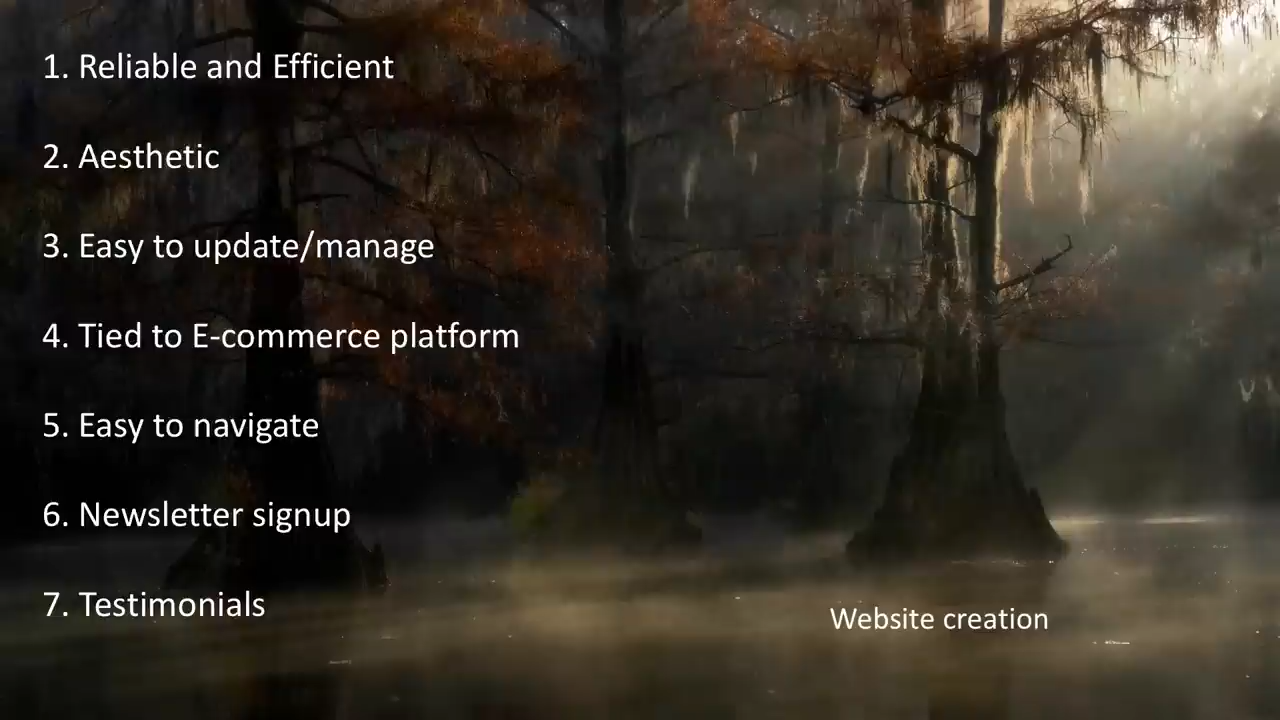 1. Reliable and Efficient
2. Aesthetic
3. Easy to update/manage
4. Tied to E-commerce platform
5. Easy to navigate
6. Newsletter signup
7. Testimonials
Website creation